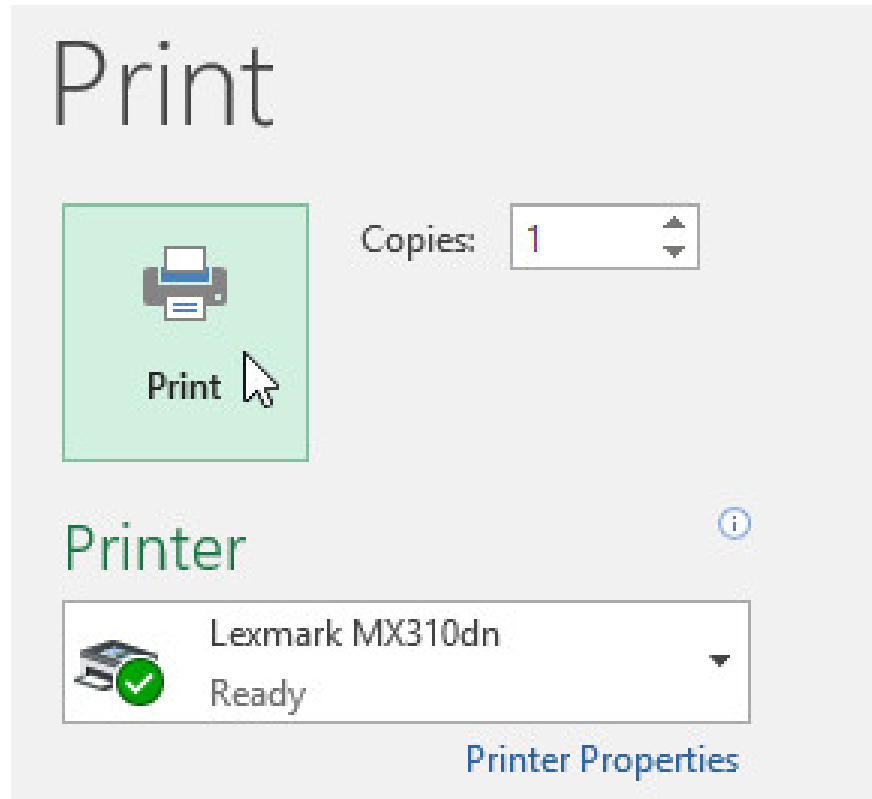 Print
Copies: 1
Print
Printer
Lexmark MX310dn
Ready
Printer Properties